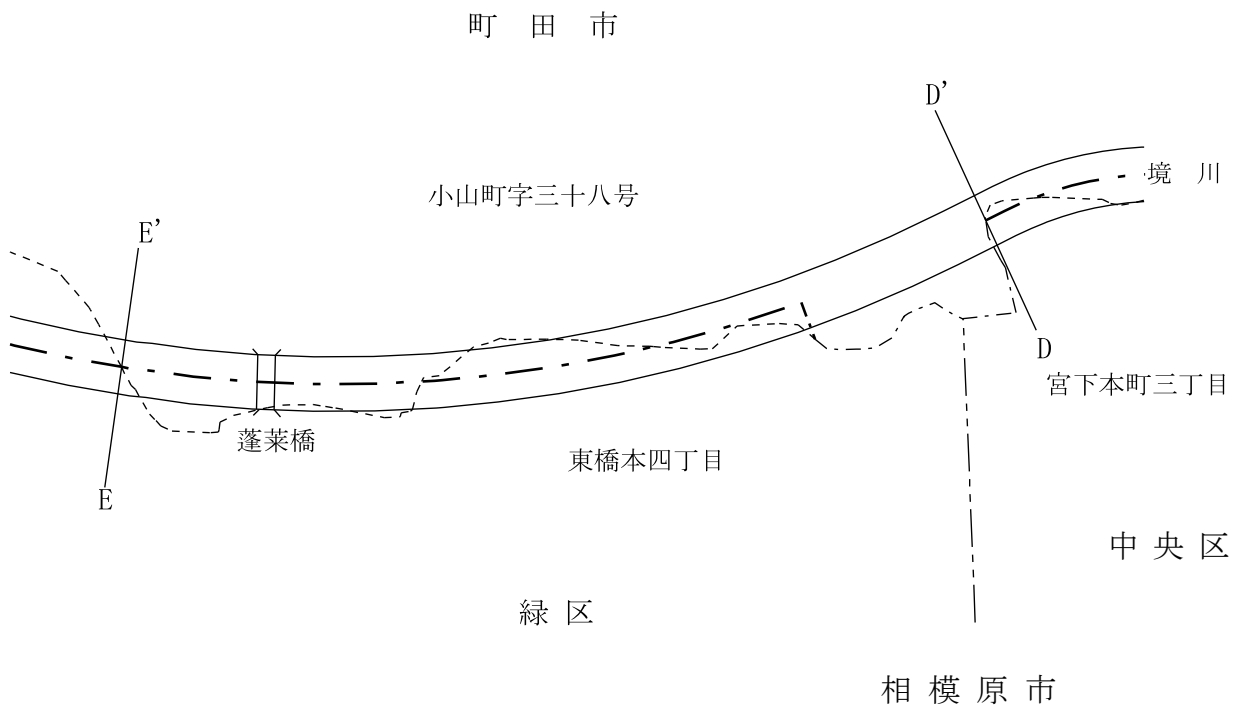 町田市
D'
境川
小山町字三十八号
E'
D
宮下本町三丁目
蓬莱橋
東橋本四丁目
E
中央区
緑区
相模原市